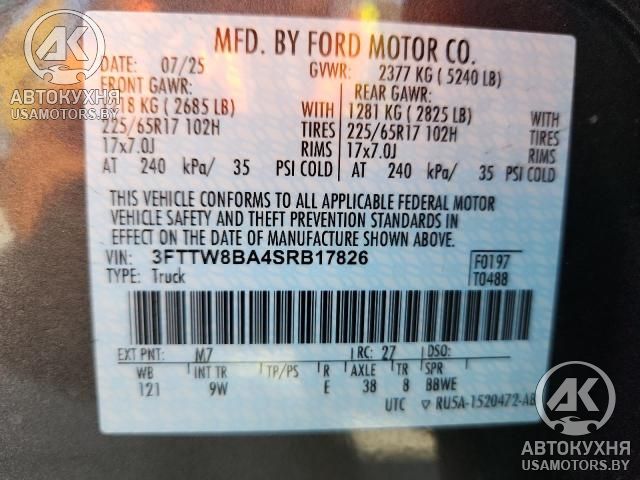 MFD. BY FORD MOTOR CO.
07/25 GVWR: 2377 KG ( 5240 LB)
АВТОКУХНЯ
USAMOTORS.BY
FRONT GAWR: REAR GAWR:
18 KG ( 2685 LB) WITH 1281 KG ( 2825 LB) WITH
225/65R17 102H TIRES 225/65R17 102H TIRES
17x7.0J RIMS 17x7.0J RIMS
AT 240 kPa/ 35 PSI COLD AT 240 kPa/ 35 PSI COLD
THIS VEHICLE CONFORMS TO ALL APPLICABLE FEDERAL MOTOR
VEHICLE SAFETY AND THEFT PREVENTION STANDARDS IN
EFFECT ON THE DATE OF MANUFACTURE SHOWN ABOVE.
VIN: 3FTTW8BA4SRB17826 F0197
TYPE: Truck T0488
EXT PNT: M7 RC: 27 DSO:
WB INT TR TP/PS R AXLE TR SPR
121 9W E 38 8 BBWE
UTC RU5A-1520472-AB
АВТОКУХНЯ
USAMOTORS.BY